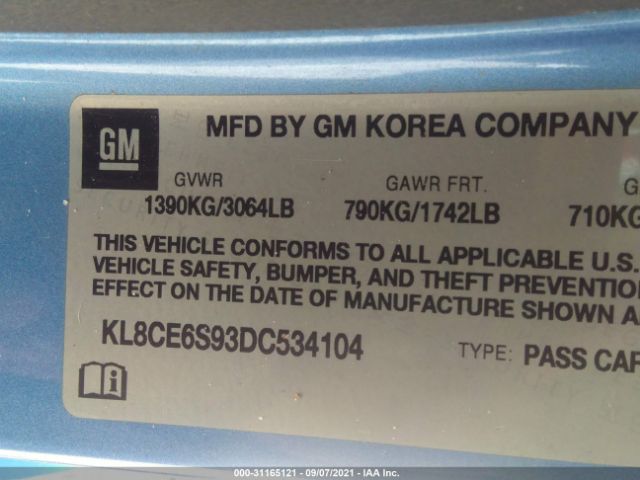 GM
MFD BY GM KOREA COMPANY
GVWR GAWR FRT.
1390KG/3064LB 790KG/1742LB 710KG
THIS VEHICLE CONFORMS TO ALL APPLICABLE U.S.
VEHICLE SAFETY, BUMPER, AND THEFT PREVENTION
EFFECT ON THE DATE OF MANUFACTURE SHOWN
KL8CE6S93DC534104 TYPE: PASS CAR
000-31165121 - 09/07/2021 - IAA Inc.